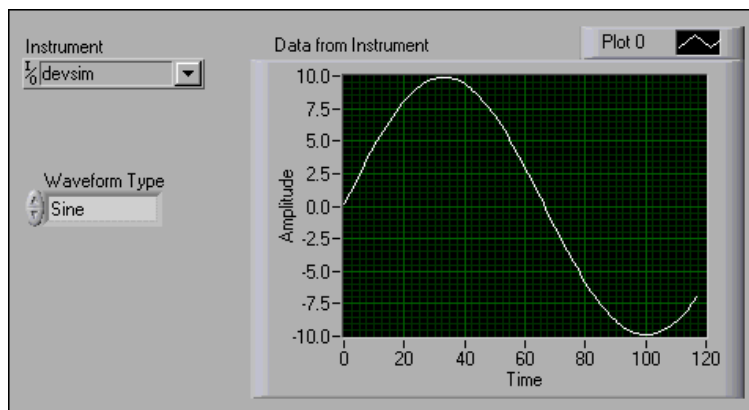 Instrument
I/O devsim
Waveform Type
Sine
Data from Instrument
Plot 0
Amplitude
10.0
7.5
5.0
2.5
0.0
-2.5
-5.0
-7.5
-10.0
0 20 40 60 80 100 120
Time